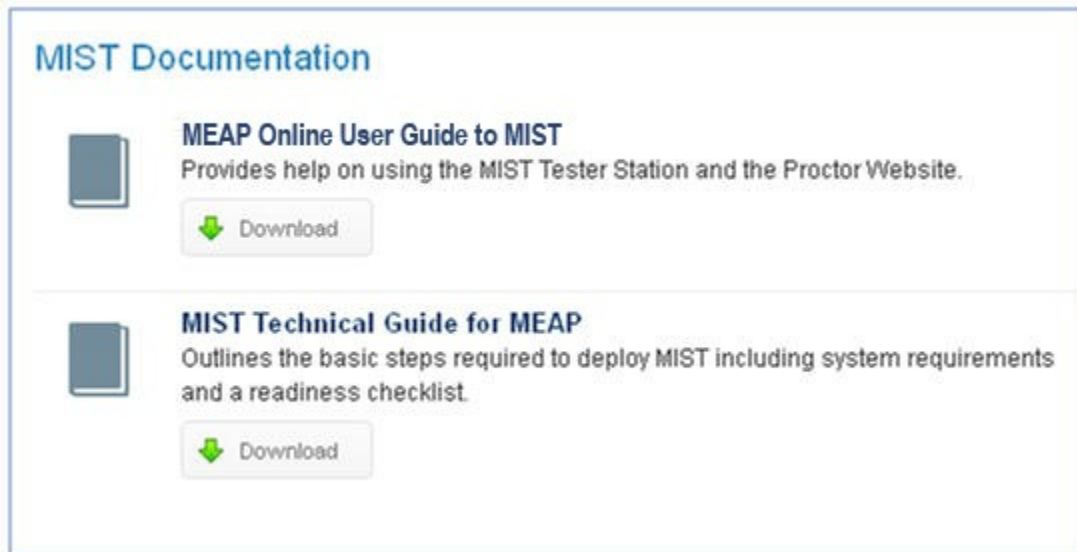 MIST Documentation
MEAP Online User Guide to MIST
Provides help on using the MIST Tester Station and the Proctor Website.
Download
MIST Technical Guide for MEAP
Outlines the basic steps required to deploy MIST including system requirements
and a readiness checklist.
Download